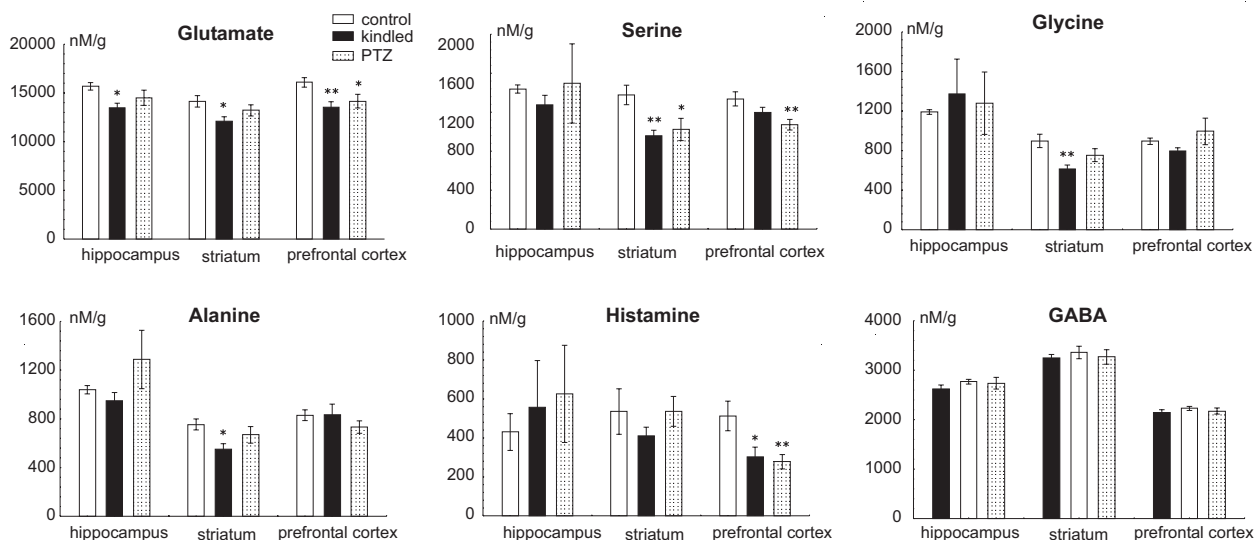 control
kindled
PTZ
nM/g
Glutamate
20000
15000
10000
5000
0
* * ** *
hippocampus striatum prefrontal cortex
nM/g
Serine
2000
1600
1200
800
400
0
** * **
hippocampus striatum prefrontal cortex
nM/g
Glycine
2000
1600
1200
800
400
0
**
hippocampus striatum prefrontal cortex
nM/g
Alanine
1600
1200
800
400
0
*
hippocampus striatum prefrontal cortex
nM/g
Histamine
1000
800
600
400
200
0
* **
hippocampus striatum prefrontal cortex
nM/g
GABA
4000
3000
2000
1000
0
hippocampus striatum prefrontal cortex